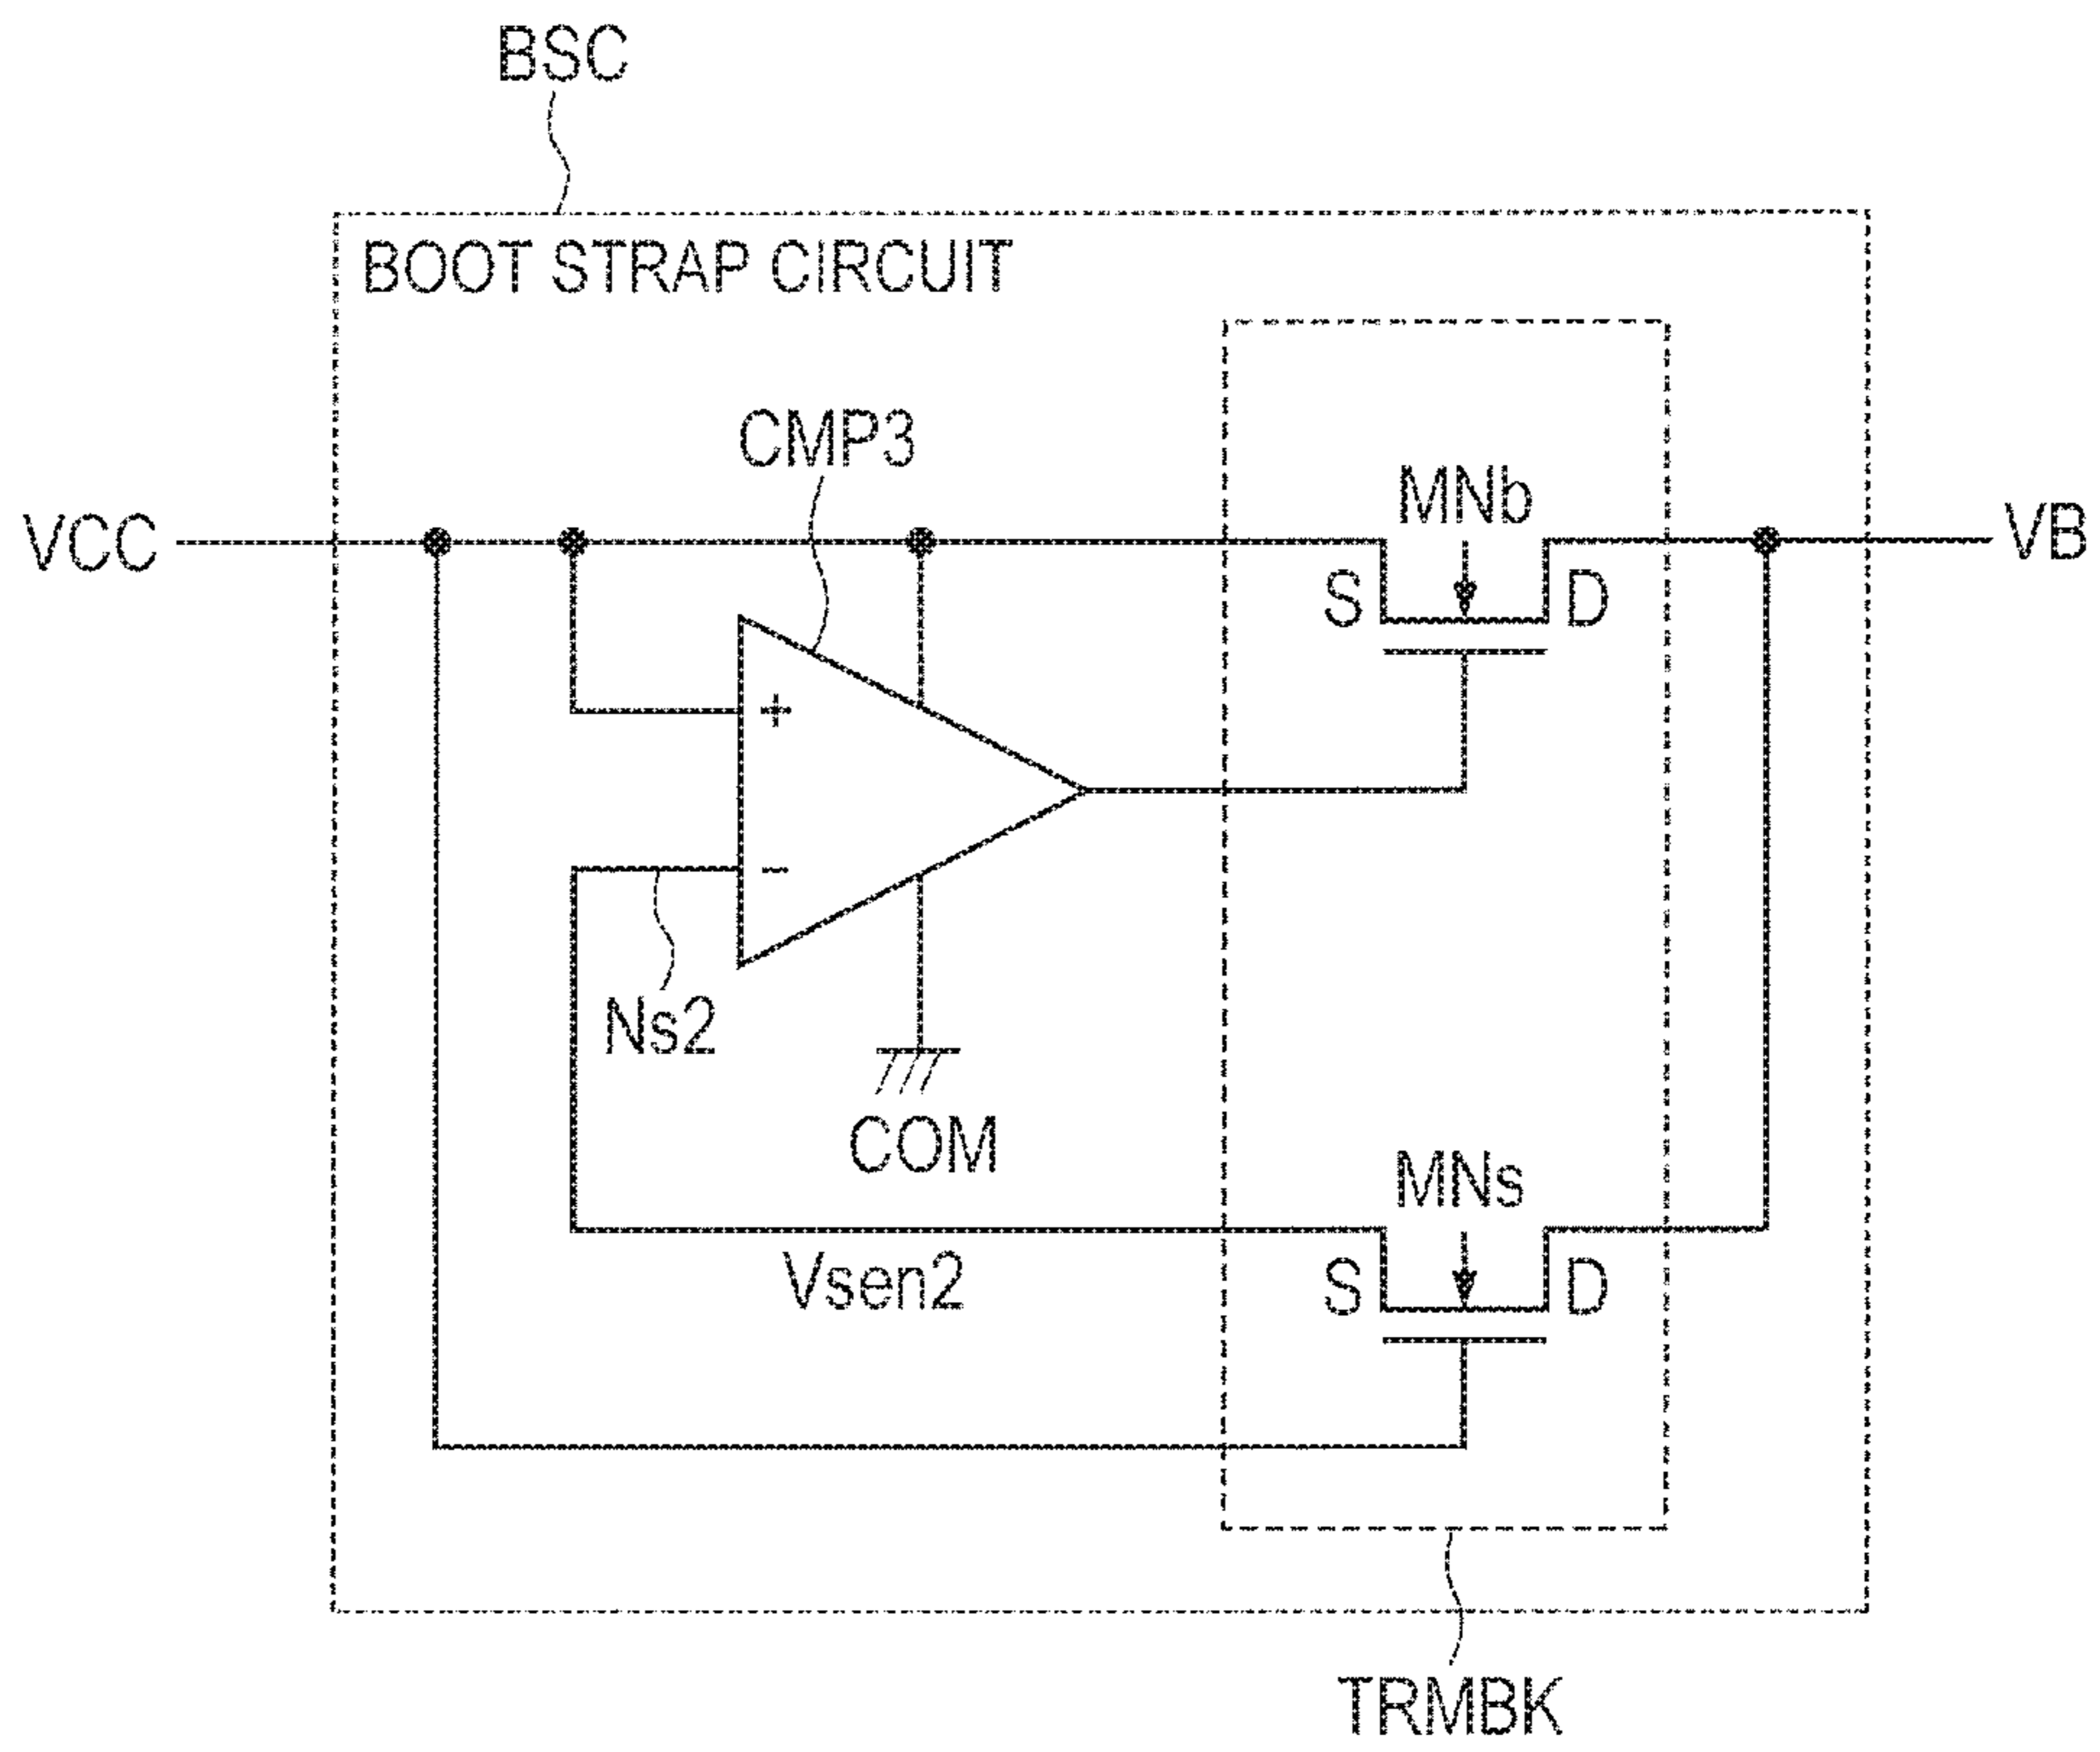 BSC
BOOT STRAP CIRCUIT
CMP3
MNb
VCC
VB
S
D
+
-
Ns2
COM
MNs
Vsen2
S
D
TRMBK